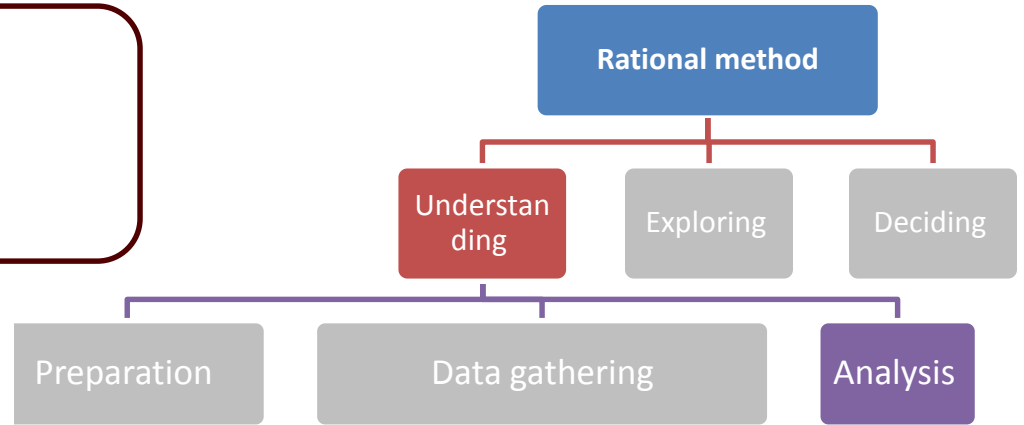 Rational method
Understan
ding
Exploring
Deciding
Preparation
Data gathering
Analysis